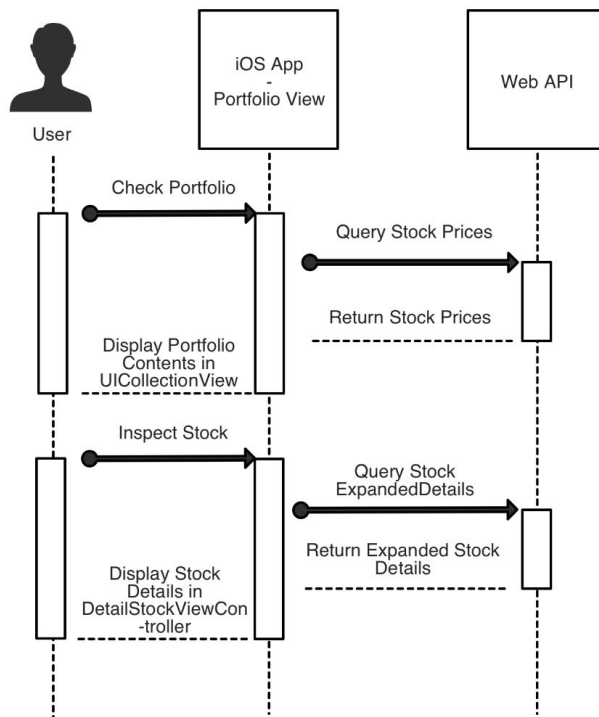 iOS App
-
Portfolio View
Web API
User
Check Portfolio
Query Stock Prices
Return Stock Prices
Display Portfolio
Contents in
UICollectionView
Inspect Stock
Query Stock
ExpandedDetails
Return Expanded Stock
Details
Display Stock
Details in
DetailStockViewCon
-troller